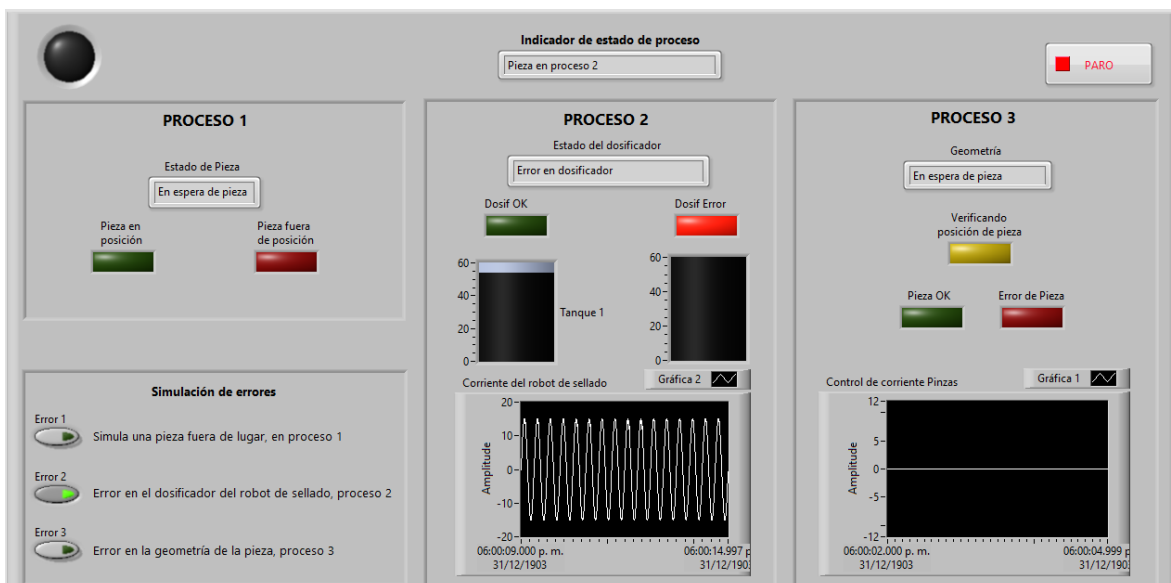 Indicador de estado de proceso
Pieza en proceso 2
PARO
PROCESO 1
Estado de Pieza
En espera de pieza
Pieza en
posición
Pieza fuera
de posición
Simulación de errores
Error 1
Simula una pieza fuera de lugar, en proceso 1
Error 2
Error en el dosificador del robot de sellado, proceso 2
Error 3
Error en la geometría de la pieza, proceso 3
PROCESO 2
Estado del dosificador
Error en dosificador
Dosif OK
Dosif Error
60
40
20
0
Tanque 1
60
40
20
0
Corriente del robot de sellado
Gráfica 2
Amplitude
20
10
0
-10
-20
06:00:09.000 p. m.
31/12/1903
06:00:14.997 p
31/12/190
PROCESO 3
Geometría
En espera de pieza
Verificando
posición de pieza
Pieza OK
Error de Pieza
Control de corriente Pinzas
Gráfica 1
Amplitude
12
5
0
-5
-12
06:00:02.000 p. m.
31/12/1903
06:00:04.999 p
31/12/190